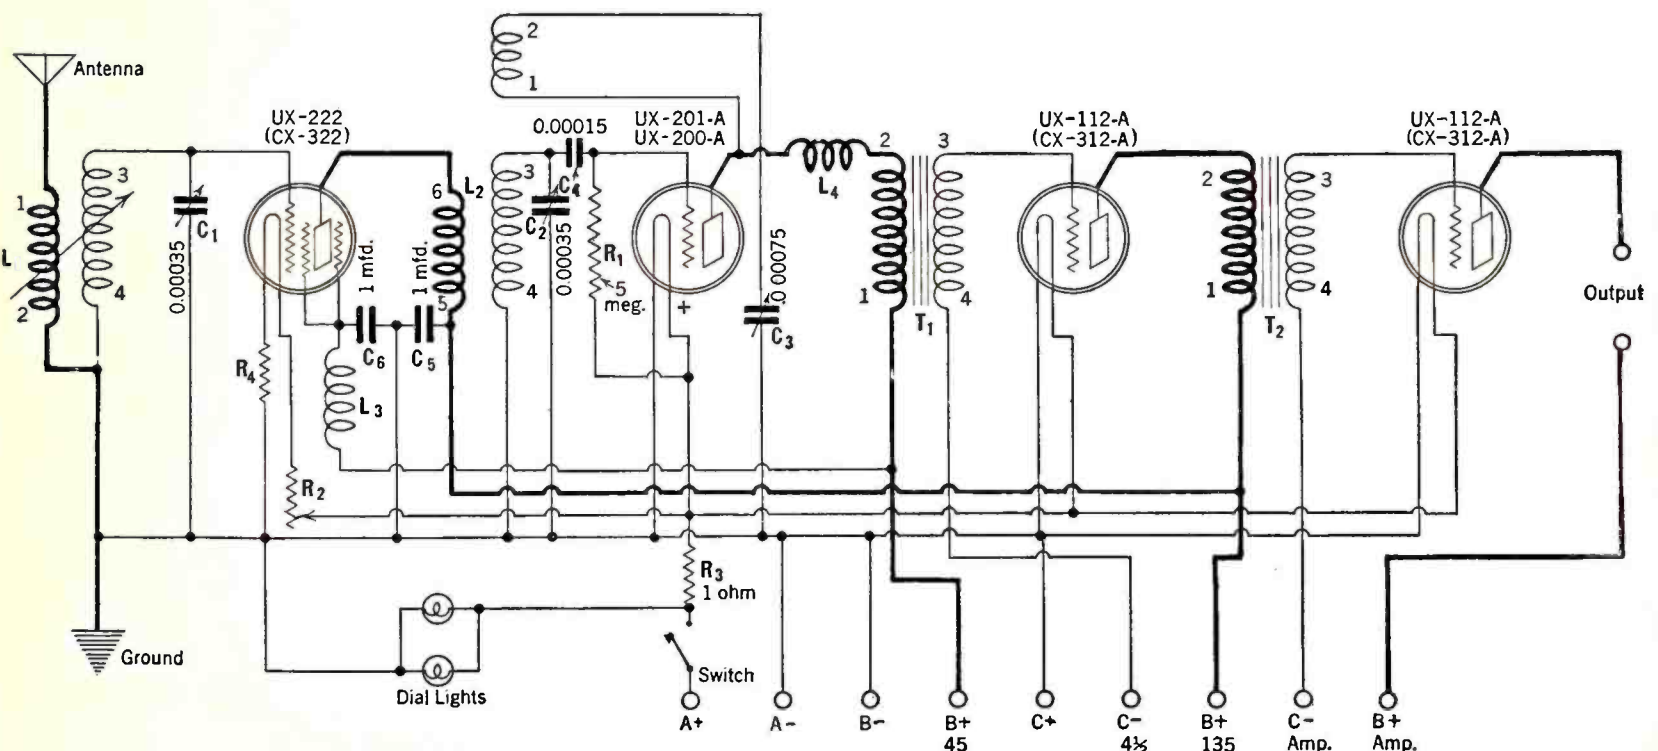 Antenna
L
1
2
3
4
C1
0.00035
UX-222
(CX-322)
R4
R2
L3
1 mfd.
C6
1 mfd.
C5
6
5
L2
2
1
3
4
0.00015
C4
C2
0.00035
R1
5
meg.
UX-201-A
UX-200-A
+
0.00075
C3
L4
2
1
T1
3
4
UX-112-A
(CX-312-A)
2
1
T2
3
4
UX-112-A
(CX-312-A)
Output
R3
1 ohm
Switch
Dial Lights
Ground
A+
A-
B-
B+
45
C+
C-
4½
B+
135
C-
Amp.
B+
Amp.